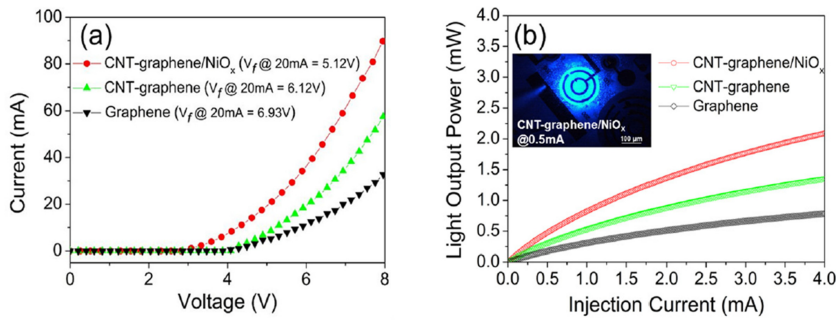 (a)
100
80
60
40
20
0
Current (mA)
CNT-graphene/NiOₓ (V𝑓 @ 20mA = 5.12V)
CNT-graphene (V𝑓 @ 20mA = 6.12V)
Graphene (V𝑓 @ 20mA = 6.93V)
0 2 4 6 8
Voltage (V)
(b)
4.0
3.5
3.0
2.5
2.0
1.5
1.0
0.5
0.0
Light Output Power (mW)
CNT-graphene/NiOₓ
CNT-graphene
Graphene
CNT-graphene/NiOₓ
@0.5mA
100 μm
0.0 0.5 1.0 1.5 2.0 2.5 3.0 3.5 4.0
Injection Current (mA)